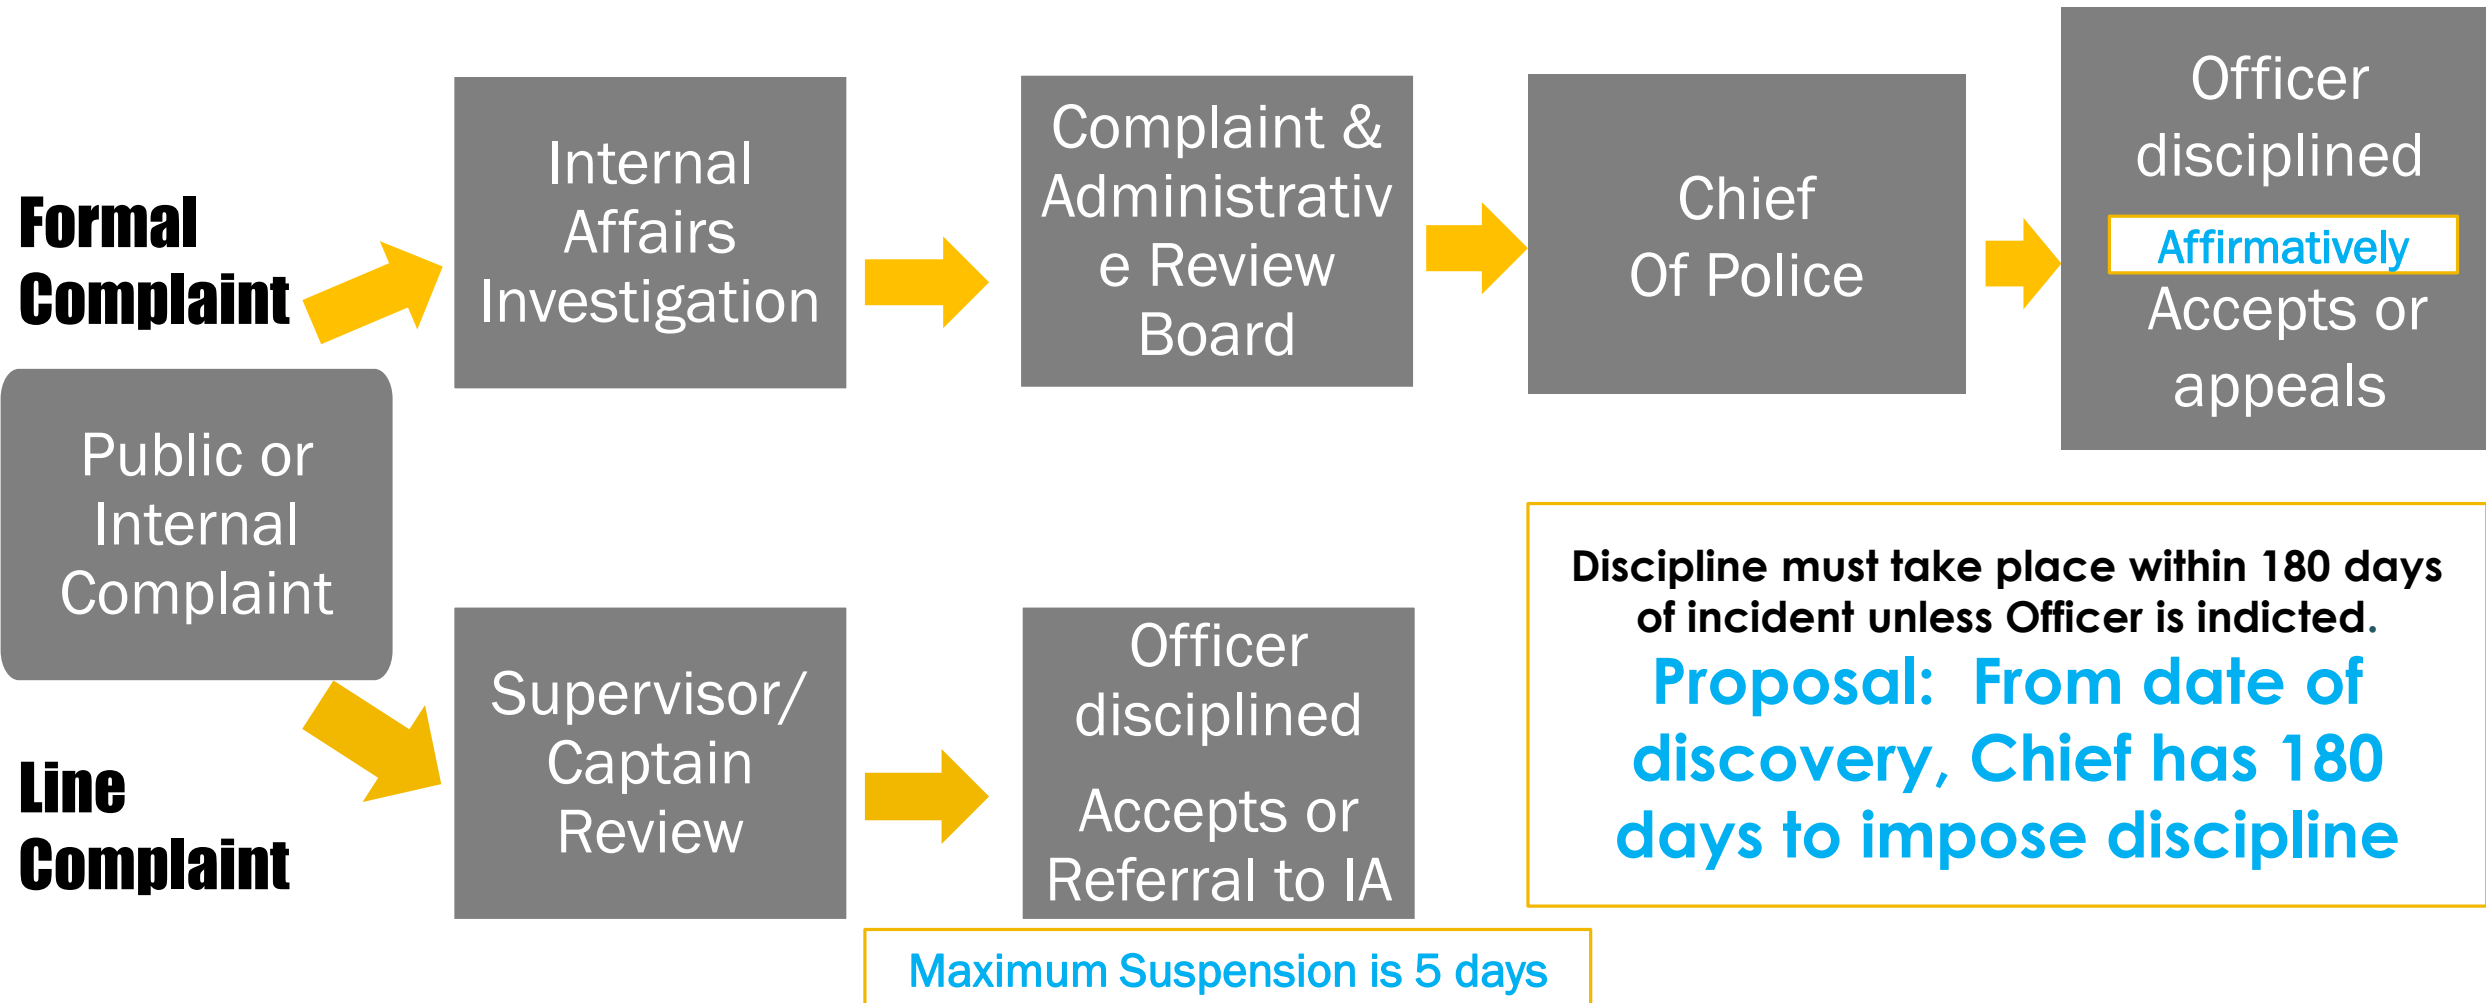 Formal
Complaint
Public or
Internal
Complaint
Line
Complaint
Internal
Affairs
Investigation
Complaint &
Administrativ
e Review
Board
Chief
Of Police
Officer
disciplined
Affirmatively
Accepts or
appeals
Supervisor/
Captain
Review
Officer
disciplined
Accepts or
Referral to IA
Maximum Suspension is 5 days
Discipline must take place within 180 days
of incident unless Officer is indicted.
Proposal: From date of
discovery, Chief has 180
days to impose discipline